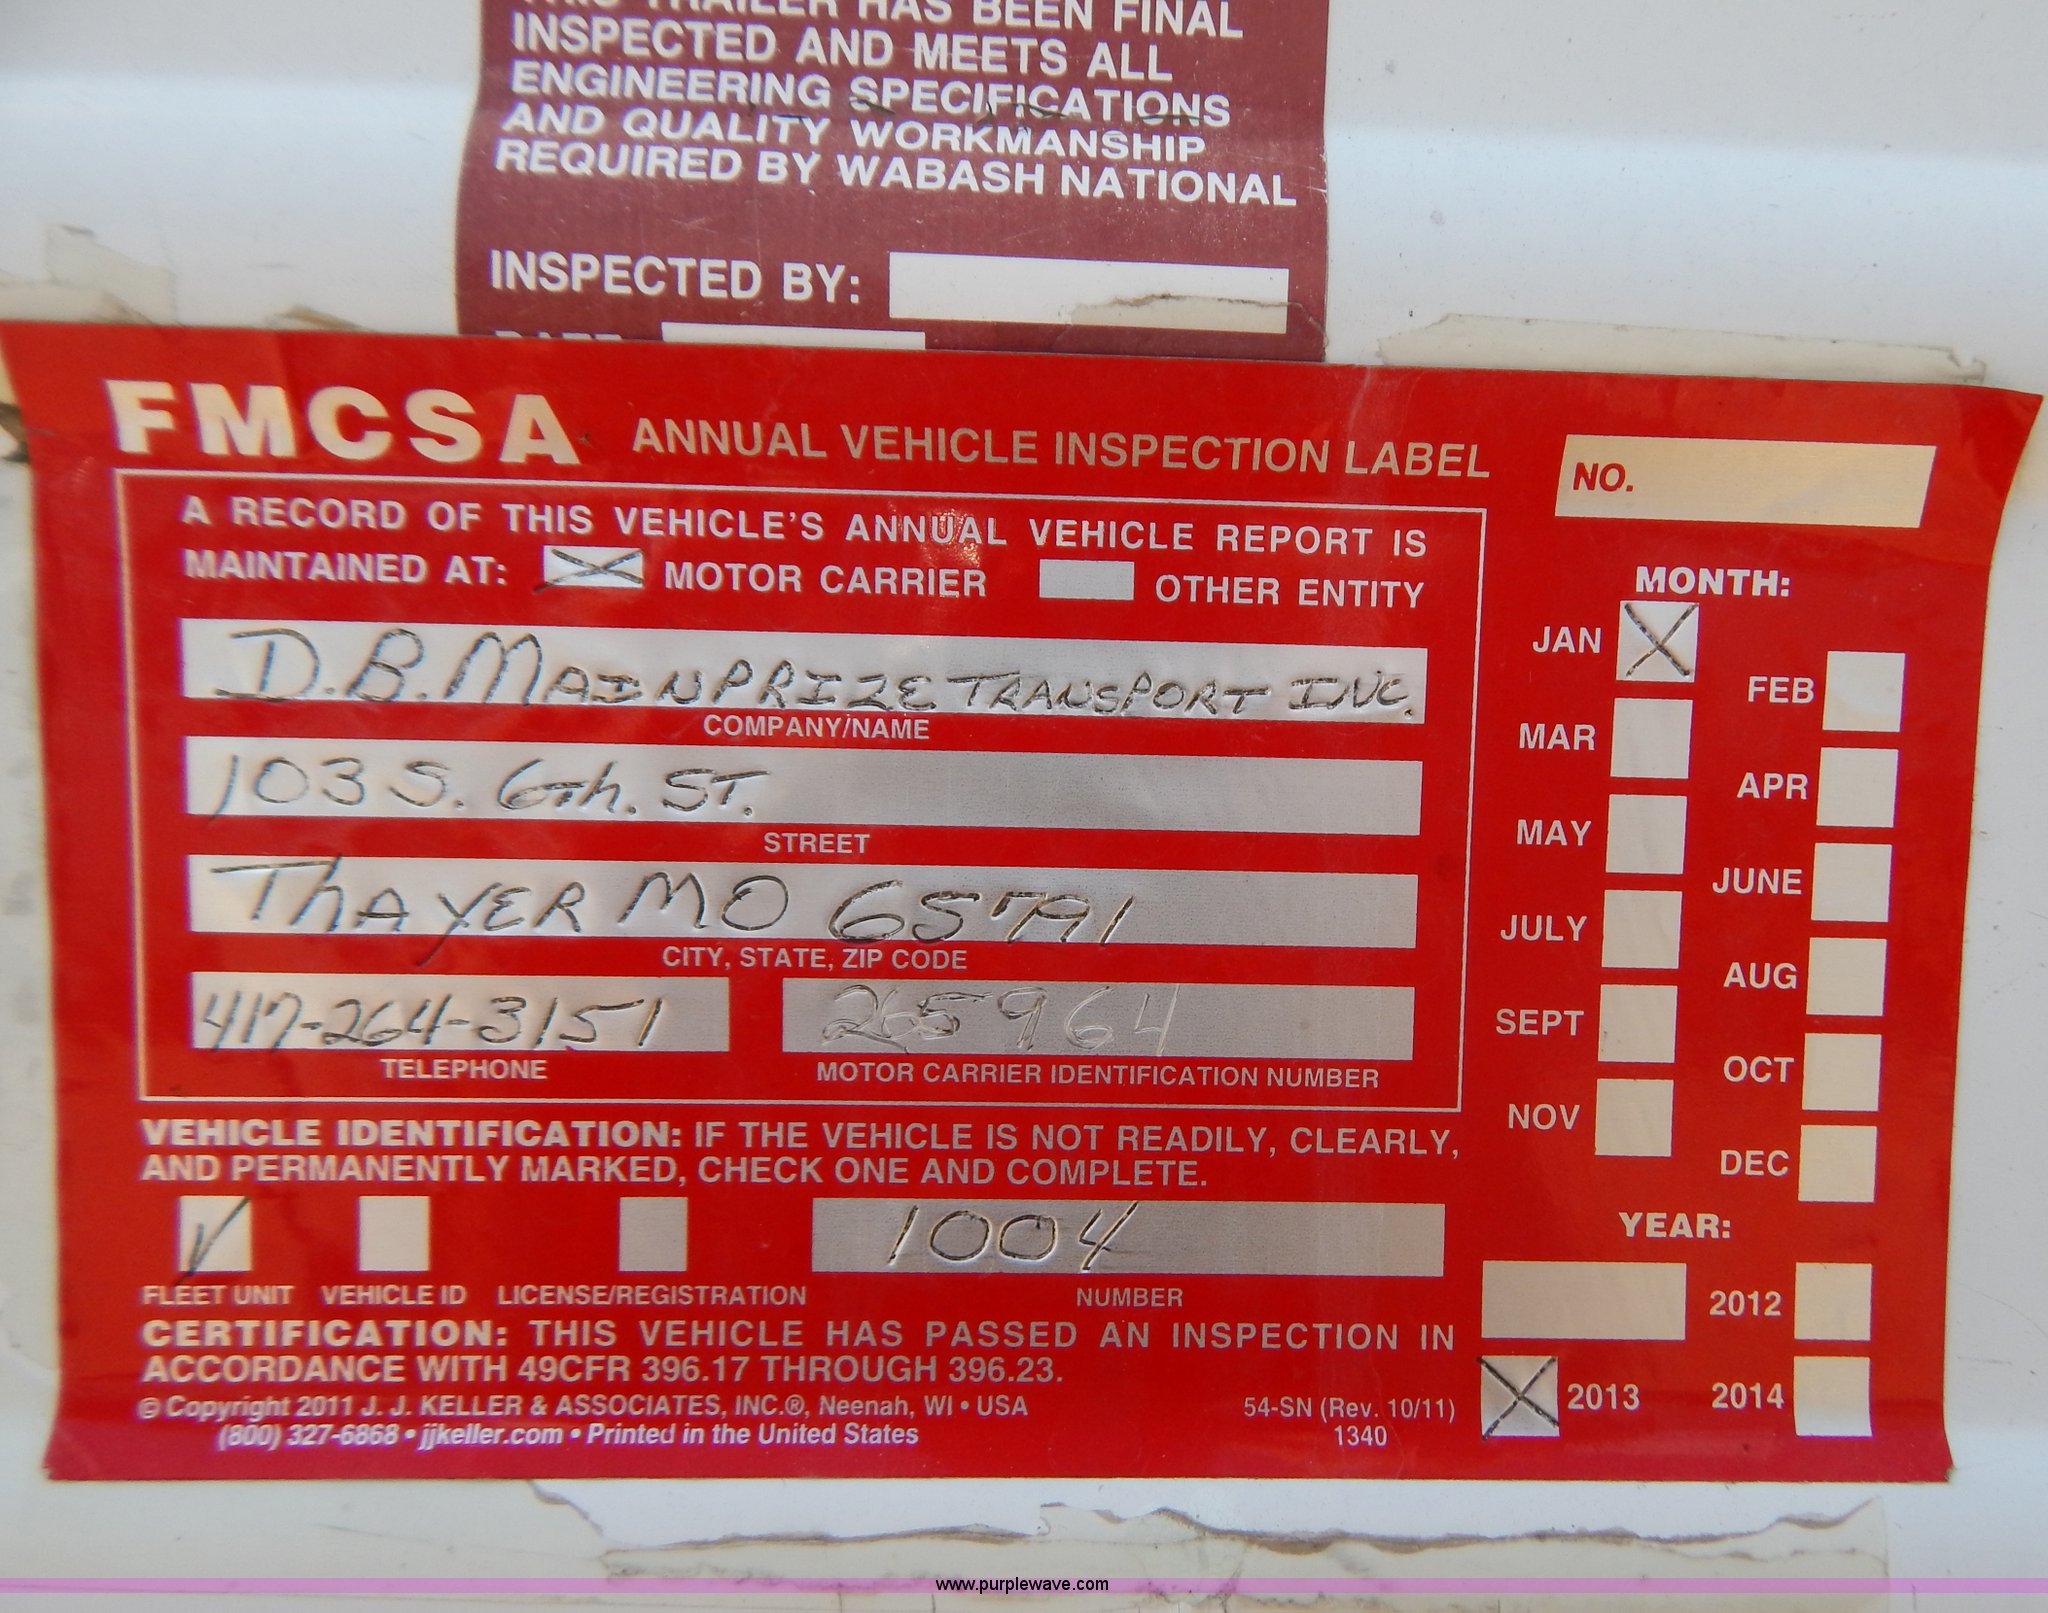 THIS TRAILER HAS BEEN FINAL
INSPECTED AND MEETS ALL
ENGINEERING SPECIFICATIONS
AND QUALITY WORKMANSHIP
REQUIRED BY WABASH NATIONAL
INSPECTED BY:
DATE
FMCSA ANNUAL VEHICLE INSPECTION LABEL
NO.
A RECORD OF THIS VEHICLE'S ANNUAL VEHICLE REPORT IS
MAINTAINED AT: X MOTOR CARRIER OTHER ENTITY
D.B. MAINPRIZE TRANSPORT INC.
COMPANY/NAME
103 S. 6th. ST.
STREET
THAYER MO 65791
CITY, STATE, ZIP CODE
417-264-3151 265964
TELEPHONE MOTOR CARRIER IDENTIFICATION NUMBER
VEHICLE IDENTIFICATION: IF THE VEHICLE IS NOT READILY, CLEARLY,
AND PERMANENTLY MARKED, CHECK ONE AND COMPLETE.
✓ 1004
FLEET UNIT VEHICLE ID LICENSE/REGISTRATION NUMBER
CERTIFICATION: THIS VEHICLE HAS PASSED AN INSPECTION IN
ACCORDANCE WITH 49CFR 396.17 THROUGH 396.23.
© Copyright 2011 J. J. KELLER & ASSOCIATES, INC.®, Neenah, WI • USA
(800) 327-6868 • jjkeller.com • Printed in the United States
54-SN (Rev. 10/11)
1340
MONTH:
JAN X
FEB
MAR
APR
MAY
JUNE
JULY
AUG
SEPT
OCT
NOV
DEC
YEAR:
2012
X 2013 2014
www.purplewave.com